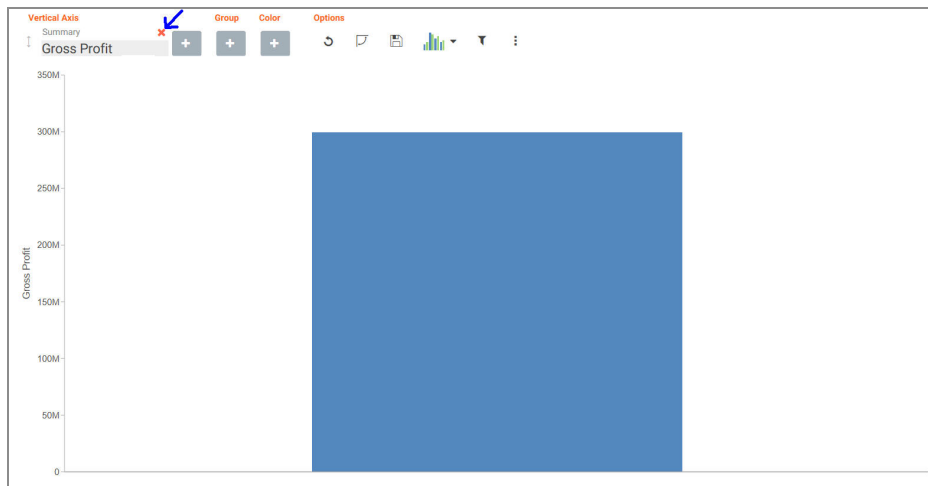 Vertical Axis Group Color Options
Summary
Gross Profit
350M
300M
250M
200M
150M
100M
50M
0
Gross Profit